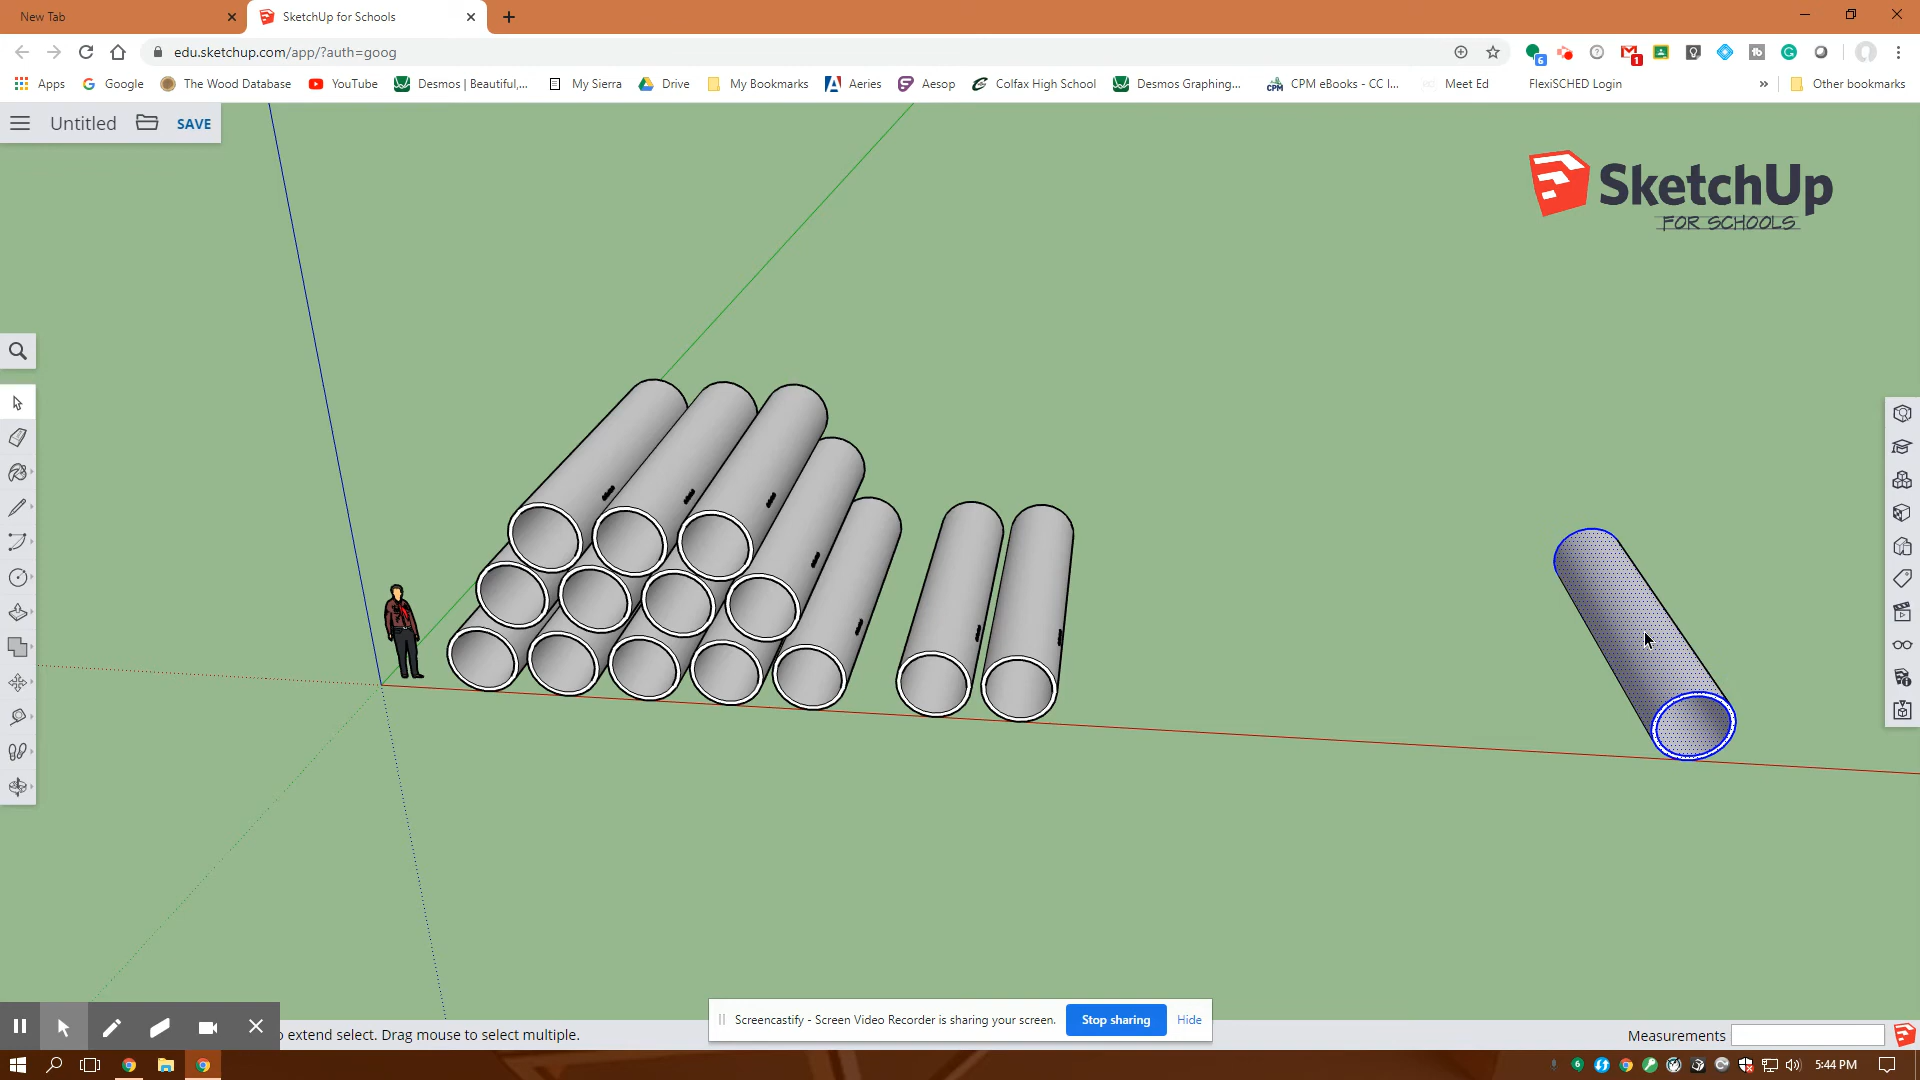 New Tab
SketchUp for Schools
edu.sketchup.com/app/?auth=goog
6
1
Apps
Google
The Wood Database
YouTube
Desmos | Beautiful,...
My Sierra
Drive
My Bookmarks
Aeries
Aesop
Colfax High School
Desmos Graphing...
CPM
CPM eBooks - CC I...
Meet Ed
FlexiSCHED Login
»
Other bookmarks
Untitled
SAVE
SketchUp
FOR SCHOOLS
o extend select. Drag mouse to select multiple.
Screencastify - Screen Video Recorder is sharing your screen.
Stop sharing
Hide
Measurements
5:44 PM